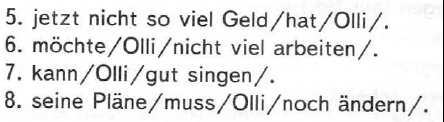 5. jetzt nicht so viel Geld/hat/Olli/.
6. möchte/Olli/nicht viel arbeiten/.
7. kann/Olli/gut singen/.
8. seine Pläne/muss/Olli/noch ändern/.